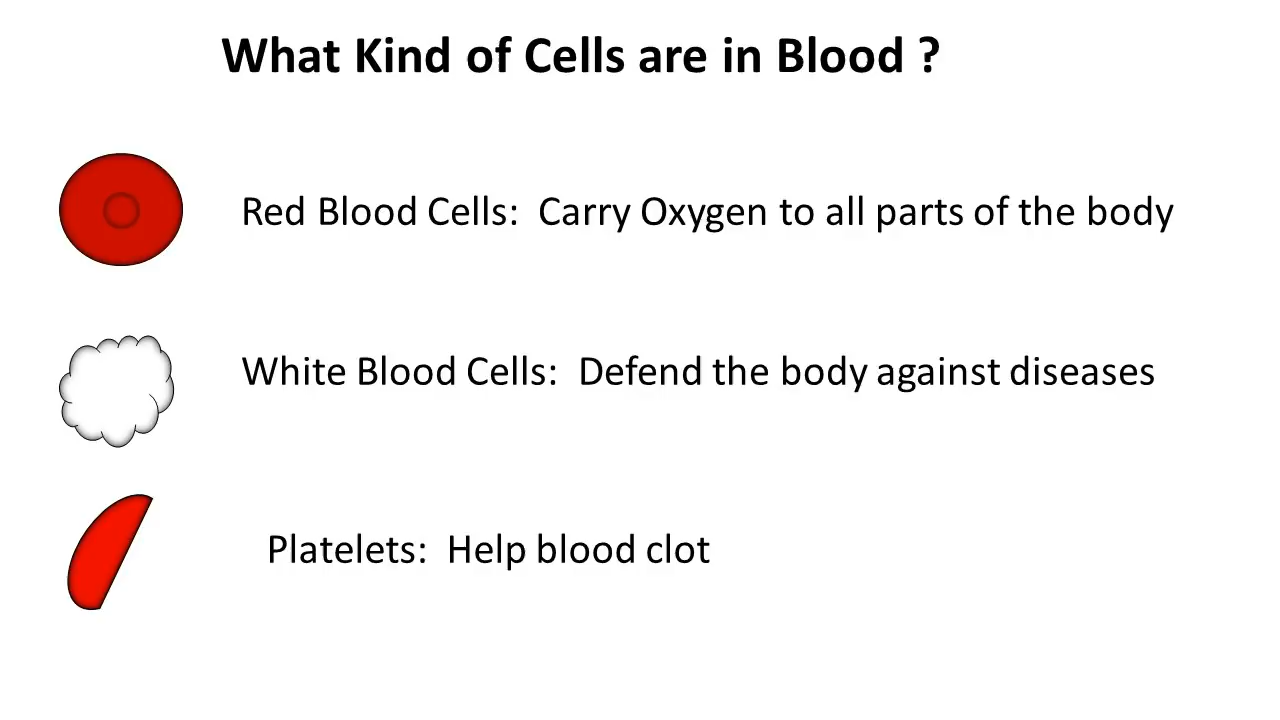 What Kind of Cells are in Blood ?
Red Blood Cells:  Carry Oxygen to all parts of the body
White Blood Cells:  Defend the body against diseases
Platelets:  Help blood clot